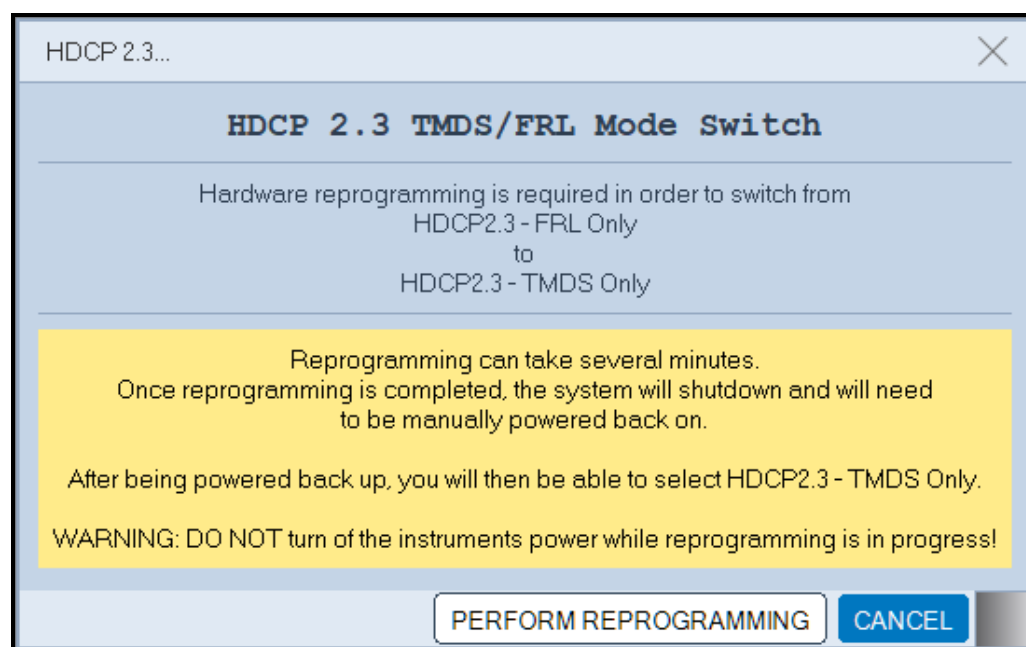 HDCP 2.3...
HDCP 2.3 TMDS/FRL Mode Switch
Hardware reprogramming is required in order to switch from
HDCP2.3 - FRL Only
to
HDCP2.3 - TMDS Only
Reprogramming can take several minutes.
Once reprogramming is completed, the system will shutdown and will need
to be manually powered back on.
After being powered back up, you will then be able to select HDCP2.3 - TMDS Only.
WARNING: DO NOT turn of the instruments power while reprogramming is in progress!
PERFORM REPROGRAMMING CANCEL